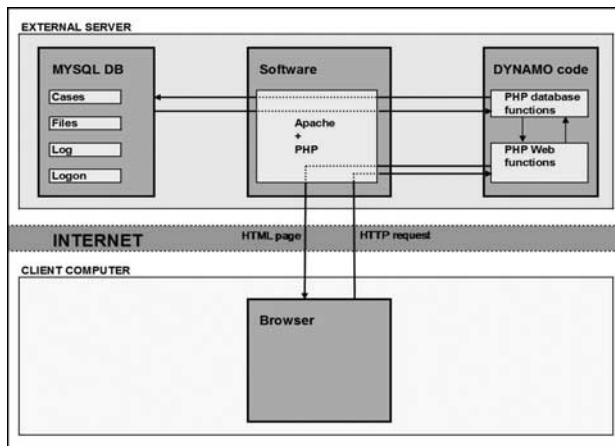 EXTERNAL SERVER
MYSQL DB
Cases
Files
Log
Logon
Software
Apache
+
PHP
DYNAMO code
PHP database
functions
PHP Web
functions
INTERNET
HTML page
HTTP request
CLIENT COMPUTER
Browser